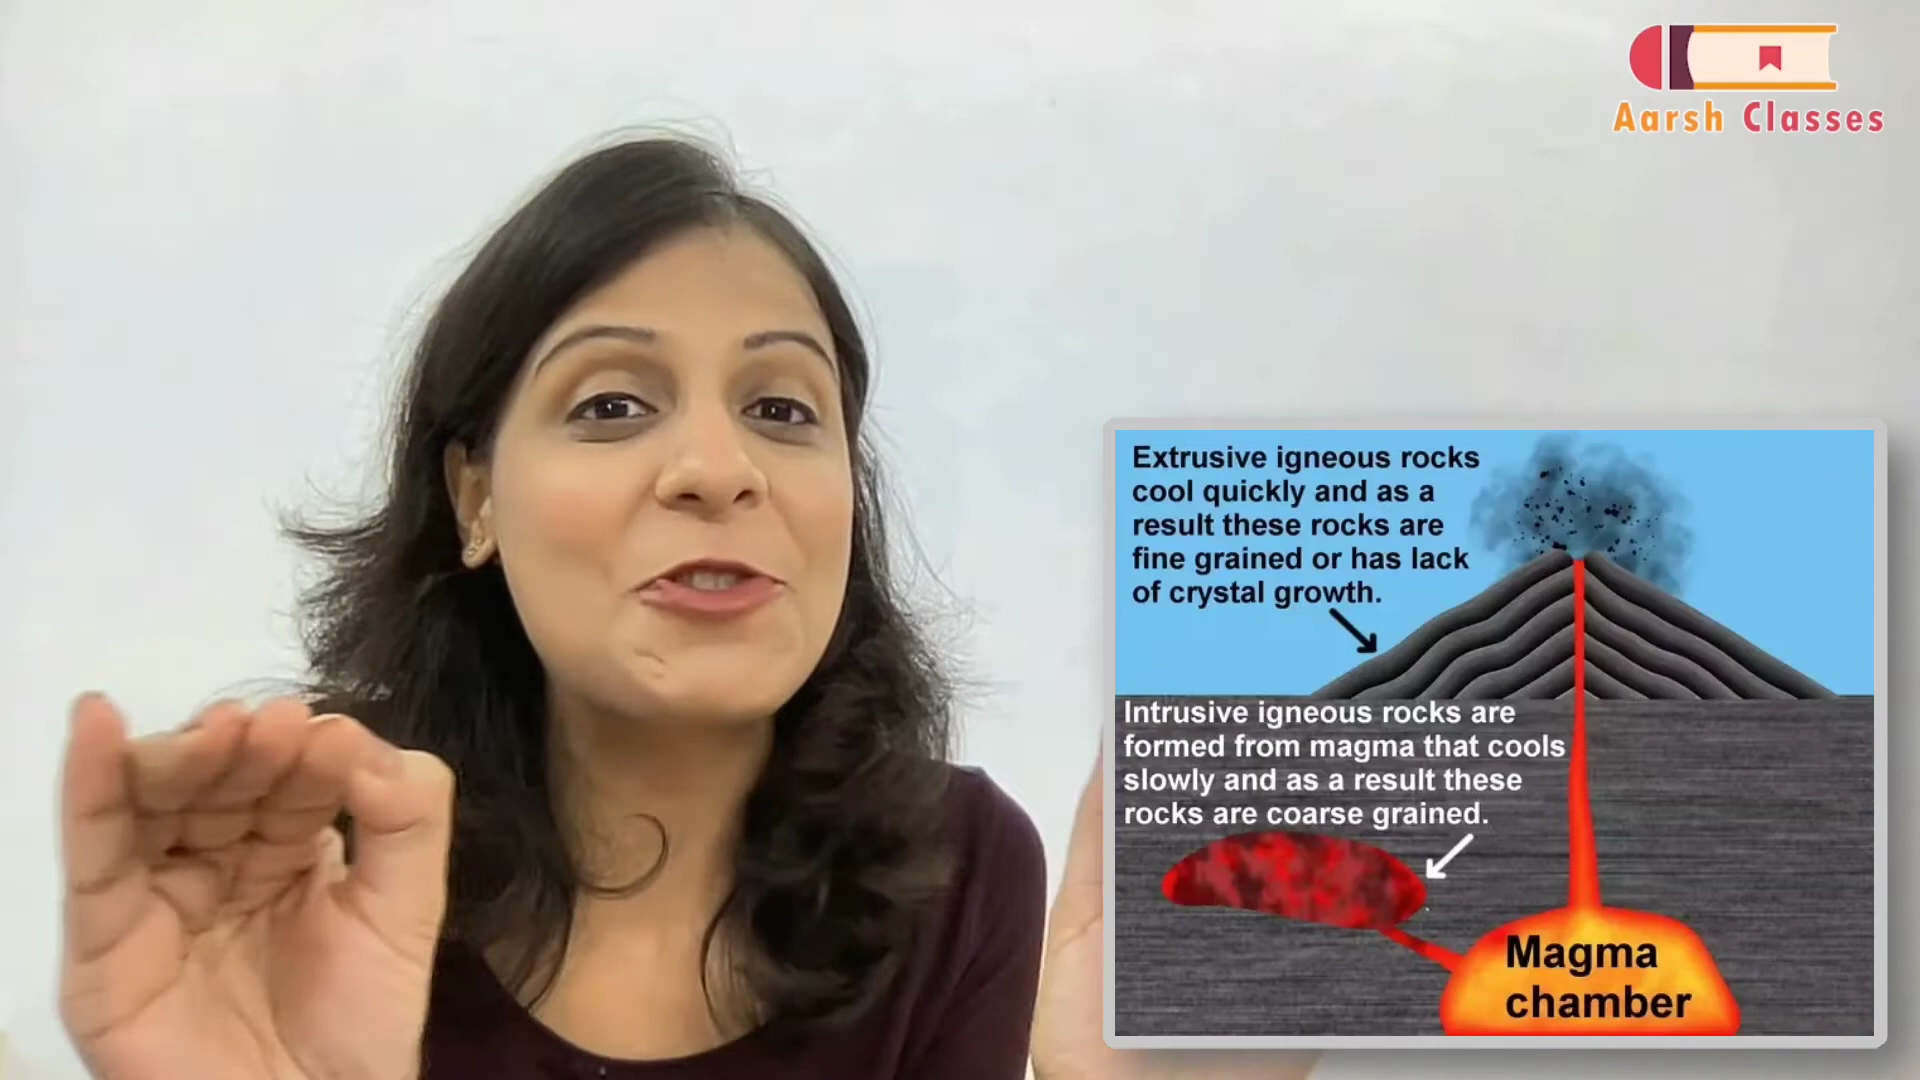 Aarsh Classes
Extrusive igneous rocks
cool quickly and as a
result these rocks are
fine grained or has lack
of crystal growth.
Intrusive igneous rocks are
formed from magma that cools
slowly and as a result these
rocks are coarse grained.
Magma
chamber